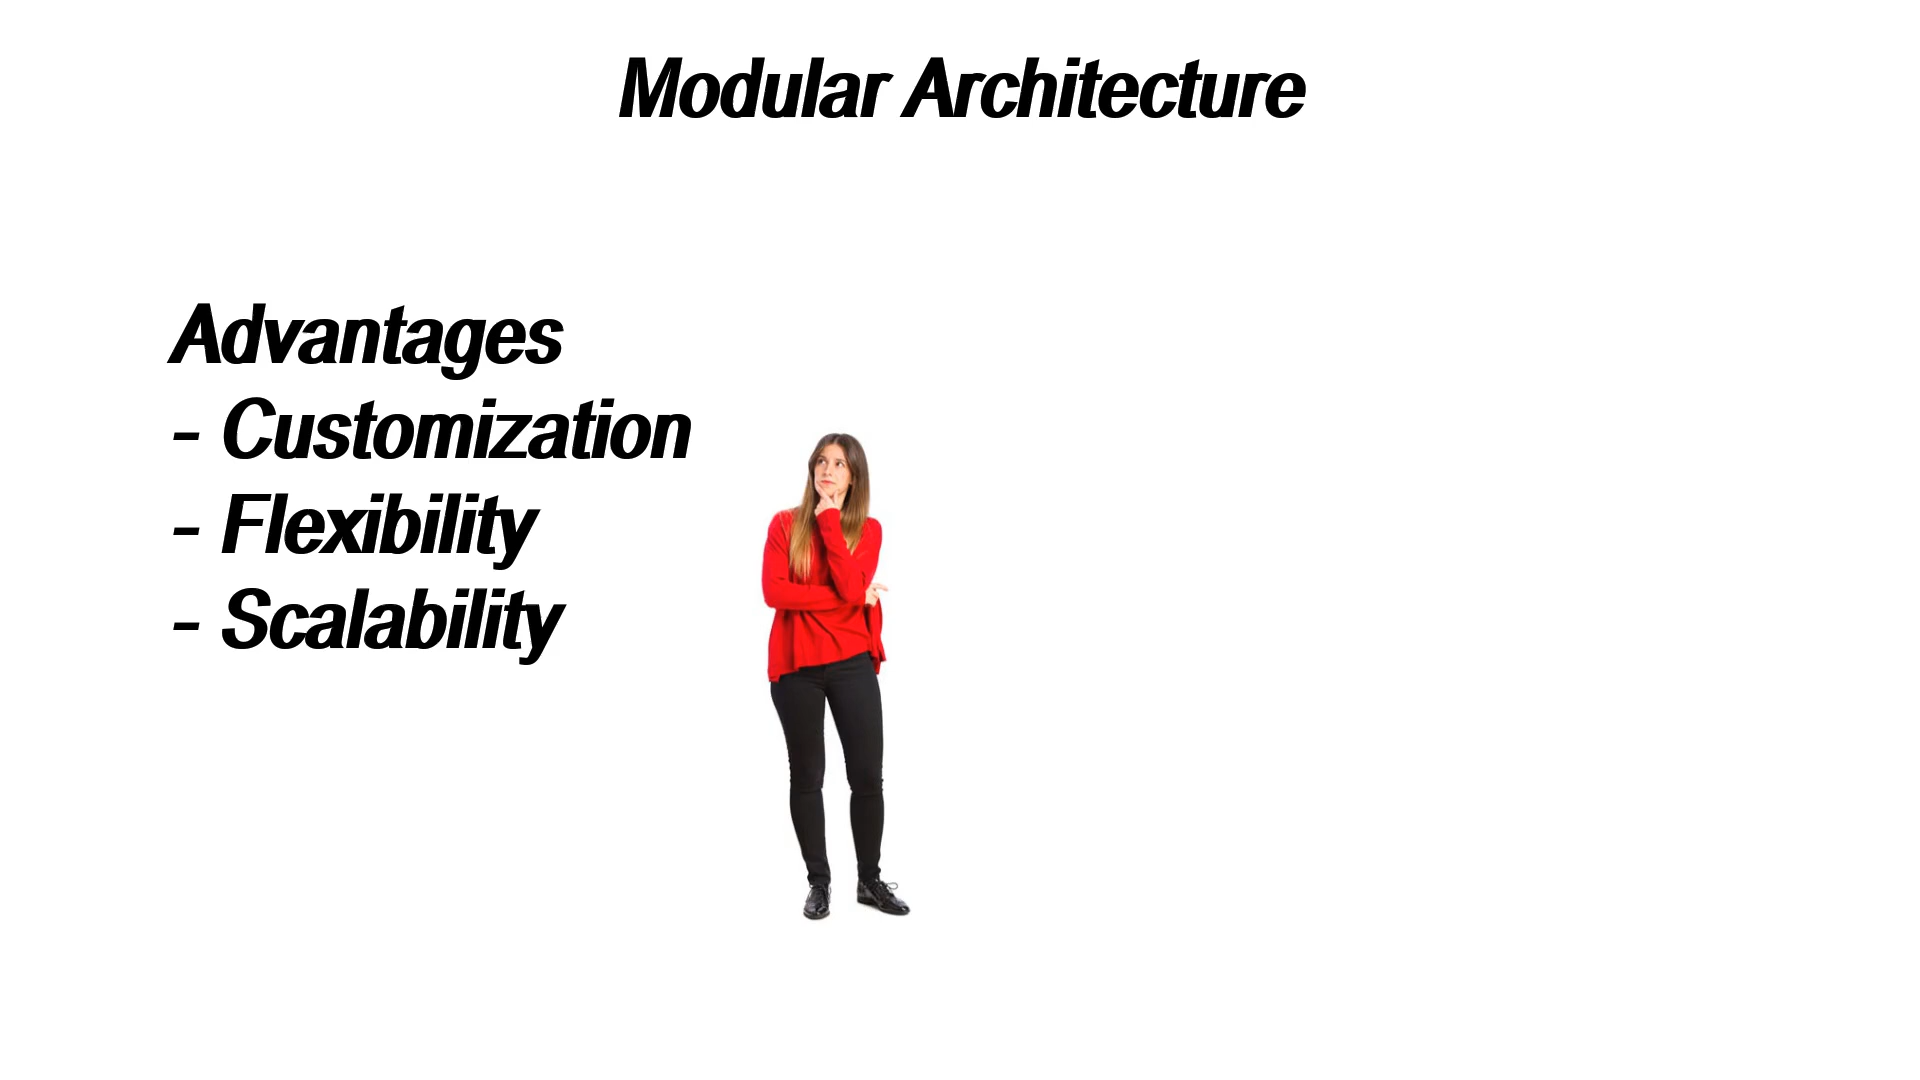 Modular Architecture
Advantages
- Customization
- Flexibility
- Scalability